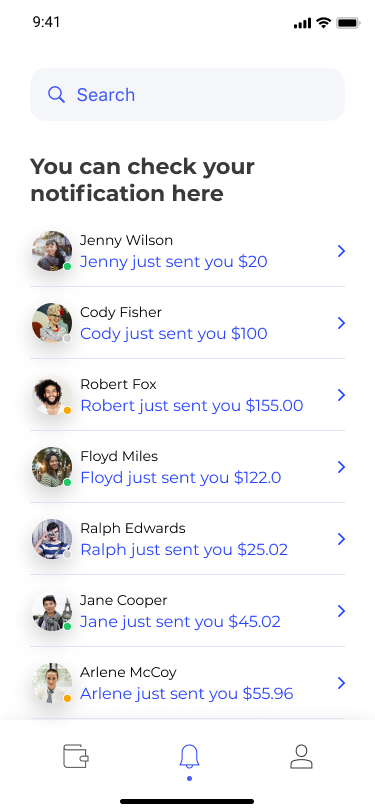 9:41
Search
You can check your
notification here
Jenny Wilson
Jenny just sent you $20
Cody Fisher
Cody just sent you $100
Robert Fox
Robert just sent you $155.00
Floyd Miles
Floyd just sent you $122.0
Ralph Edwards
Ralph just sent you $25.02
Jane Cooper
Jane just sent you $45.02
Arlene McCoy
Arlene just sent you $55.96